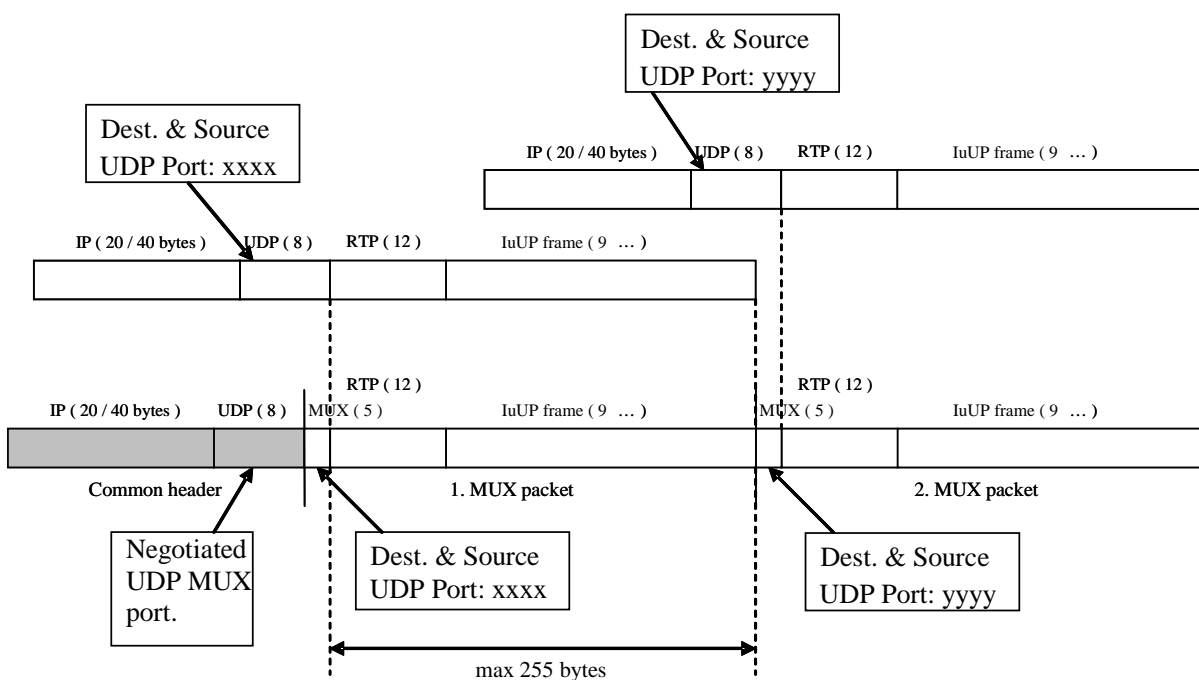 Dest. & Source
UDP Port: yyyy
Dest. & Source
UDP Port: xxxx
IP ( 20 / 40 bytes ) UDP ( 8 ) RTP ( 12 ) IuUP frame ( 9 … )
IP ( 20 / 40 bytes ) UDP ( 8 ) RTP ( 12 ) IuUP frame ( 9 … )
RTP ( 12 ) RTP ( 12 )
IP ( 20 / 40 bytes ) UDP ( 8 ) MUX ( 5 ) IuUP frame ( 9 … ) MUX ( 5 ) IuUP frame ( 9 … )
Common header 1. MUX packet 2. MUX packet
Negotiated
UDP MUX
port.
Dest. & Source
UDP Port: xxxx
Dest. & Source
UDP Port: yyyy
max 255 bytes